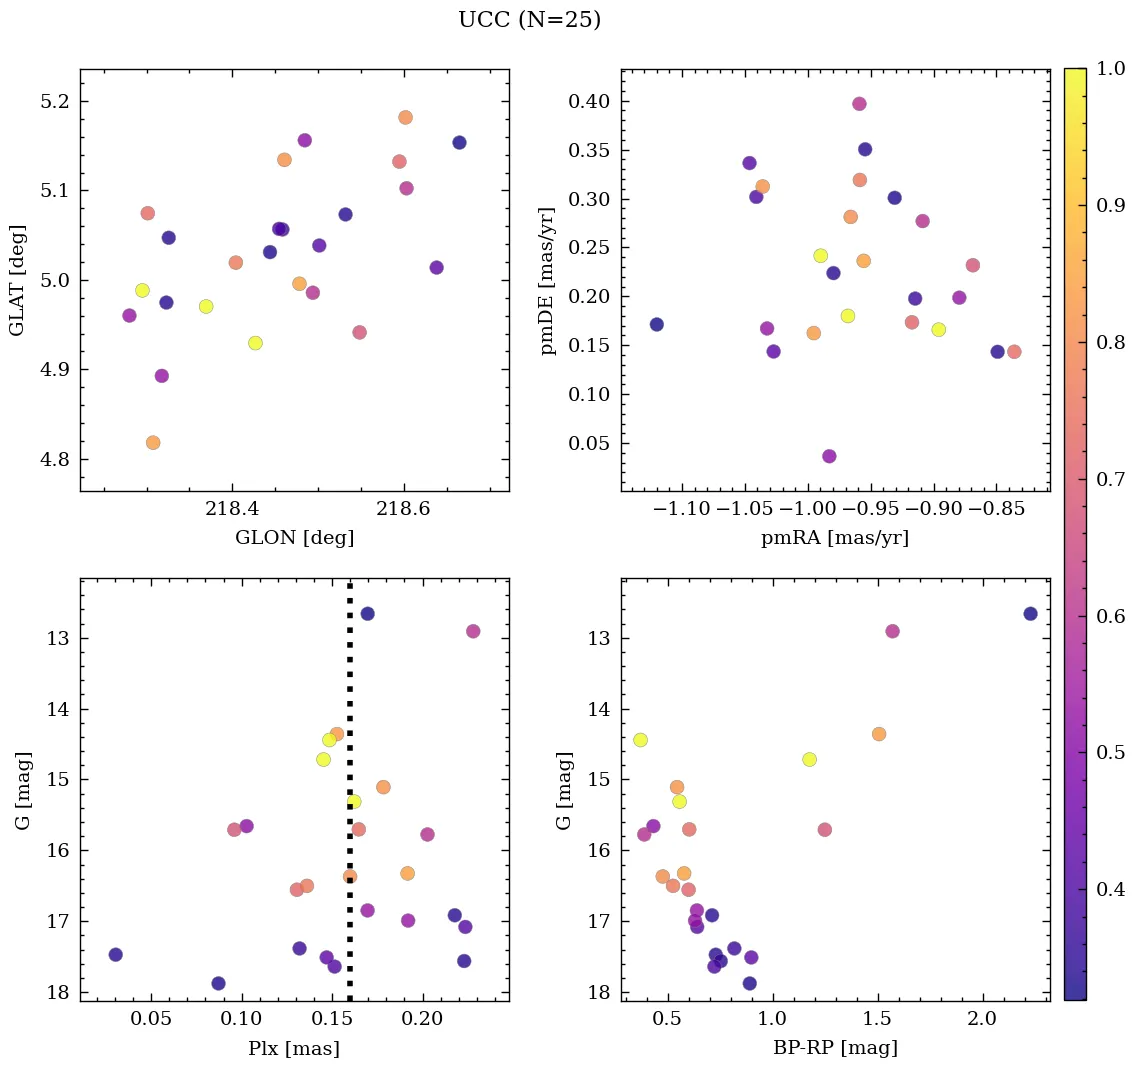 UCC (N=25)
5.2
5.1
5.0
4.9
4.8
GLAT [deg]
218.4 218.6
GLON [deg]
0.40
0.35
0.30
0.25
0.20
0.15
0.10
0.05
pmDE [mas/yr]
−1.10 −1.05 −1.00 −0.95 −0.90 −0.85
pmRA [mas/yr]
13
14
15
16
17
18
G [mag]
0.05 0.10 0.15 0.20
Plx [mas]
13
14
15
16
17
18
G [mag]
0.5 1.0 1.5 2.0
BP-RP [mag]
1.0
0.9
0.8
0.7
0.6
0.5
0.4